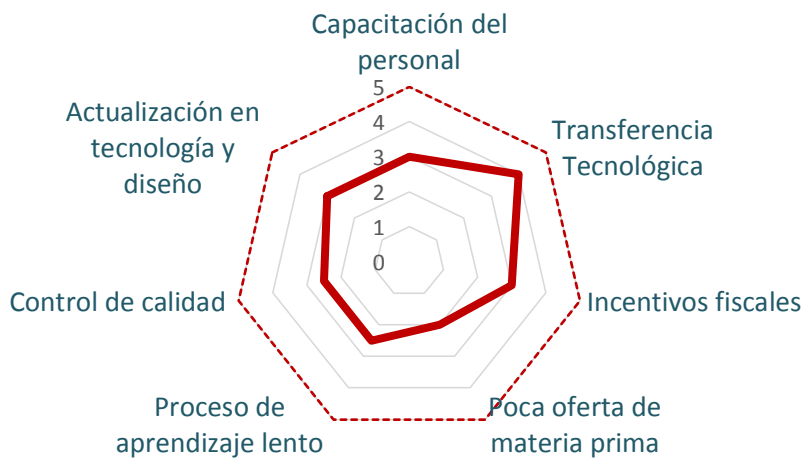 Capacitación del
personal
Transferencia
Tecnológica
Incentivos fiscales
Poca oferta de
materia prima
Proceso de
aprendizaje lento
Control de calidad
Actualización en
tecnología y
diseño
5
4
3
2
1
0